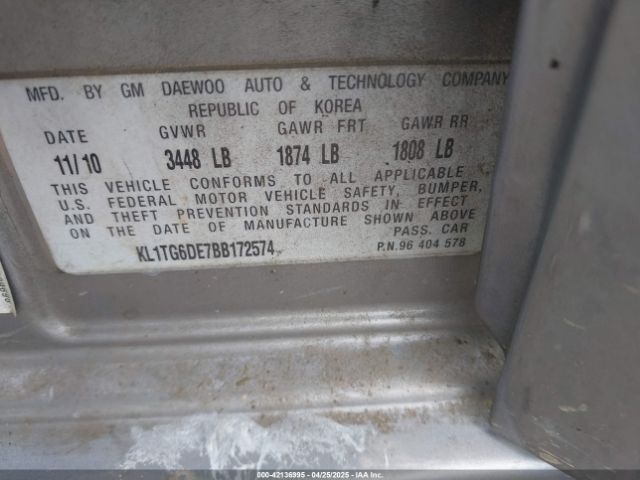 MFD. BY GM DAEWOO AUTO & TECHNOLOGY COMPANY
REPUBLIC OF KOREA
DATE GVWR GAWR FRT GAWR RR
11/10 3448 LB 1874 LB 1808 LB
THIS VEHICLE CONFORMS TO ALL APPLICABLE
U.S. FEDERAL MOTOR VEHICLE SAFETY, BUMPER,
AND THEFT PREVENTION STANDARDS IN EFFECT
ON THE DATE OF MANUFACTURE SHOWN ABOVE
PASS. CAR
KL1TG6DE7BB172574 P.N.96 404 578
000-42136995 - 04/25/2025 - IAAI.com